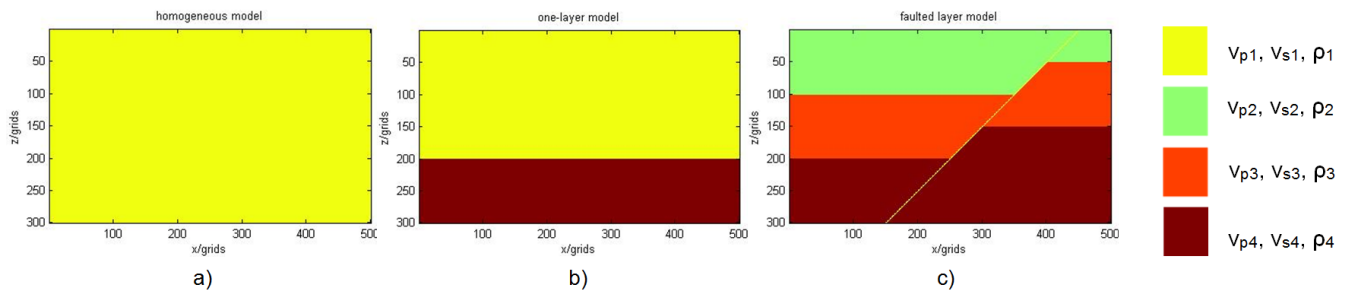 homogeneous model
50
100
150
200
250
300
z/grids
100
200
300
400
500
x/grids
a)
one-layer model
50
100
150
200
250
300
z/grids
100
200
300
400
500
x/grids
b)
faulted layer model
50
100
150
200
250
300
z/grids
100
200
300
400
500
x/grids
c)
Vp1, Vs1, ρ1
Vp2, Vs2, ρ2
Vp3, Vs3, ρ3
Vp4, Vs4, ρ4